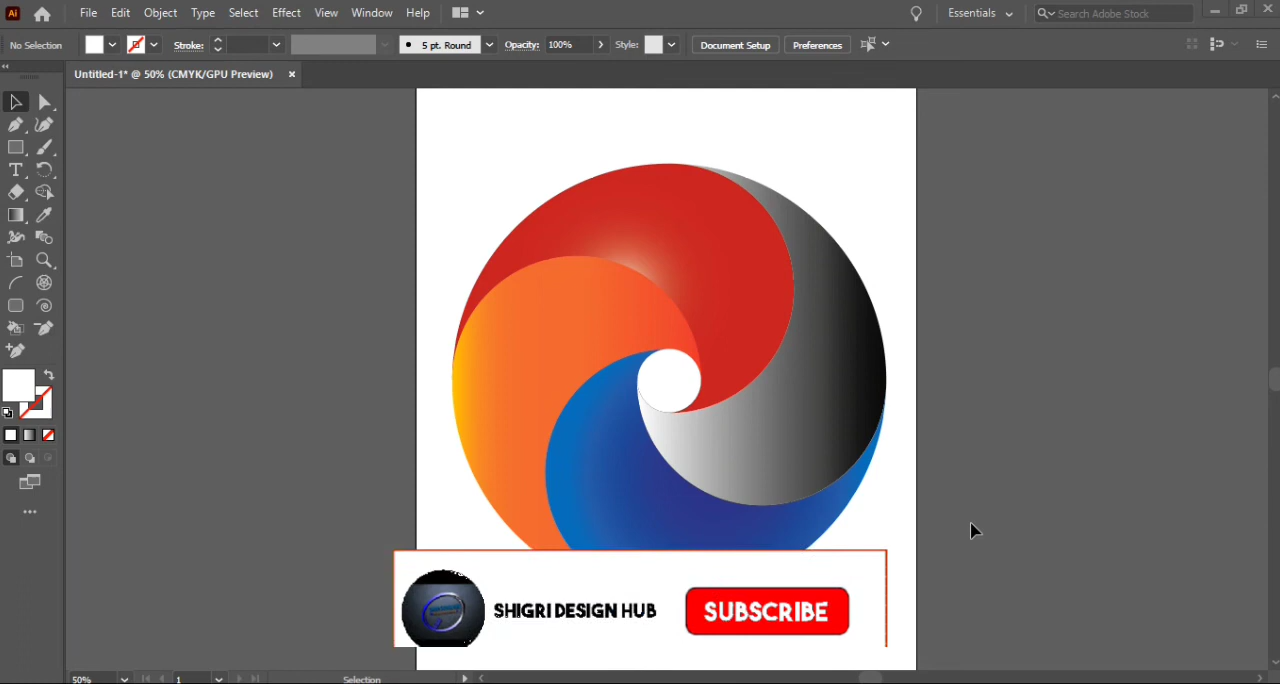 Ai File Edit Object Type Select Effect View Window Help Essentials Search Adobe Stock
No Selection Stroke: 5 pt. Round Opacity: 100% Style: Document Setup Preferences
Untitled-1* @ 50% (CMYK/GPU Preview)
SHIGRI DESIGN HUB SUBSCRIBE
50% 1 Selection